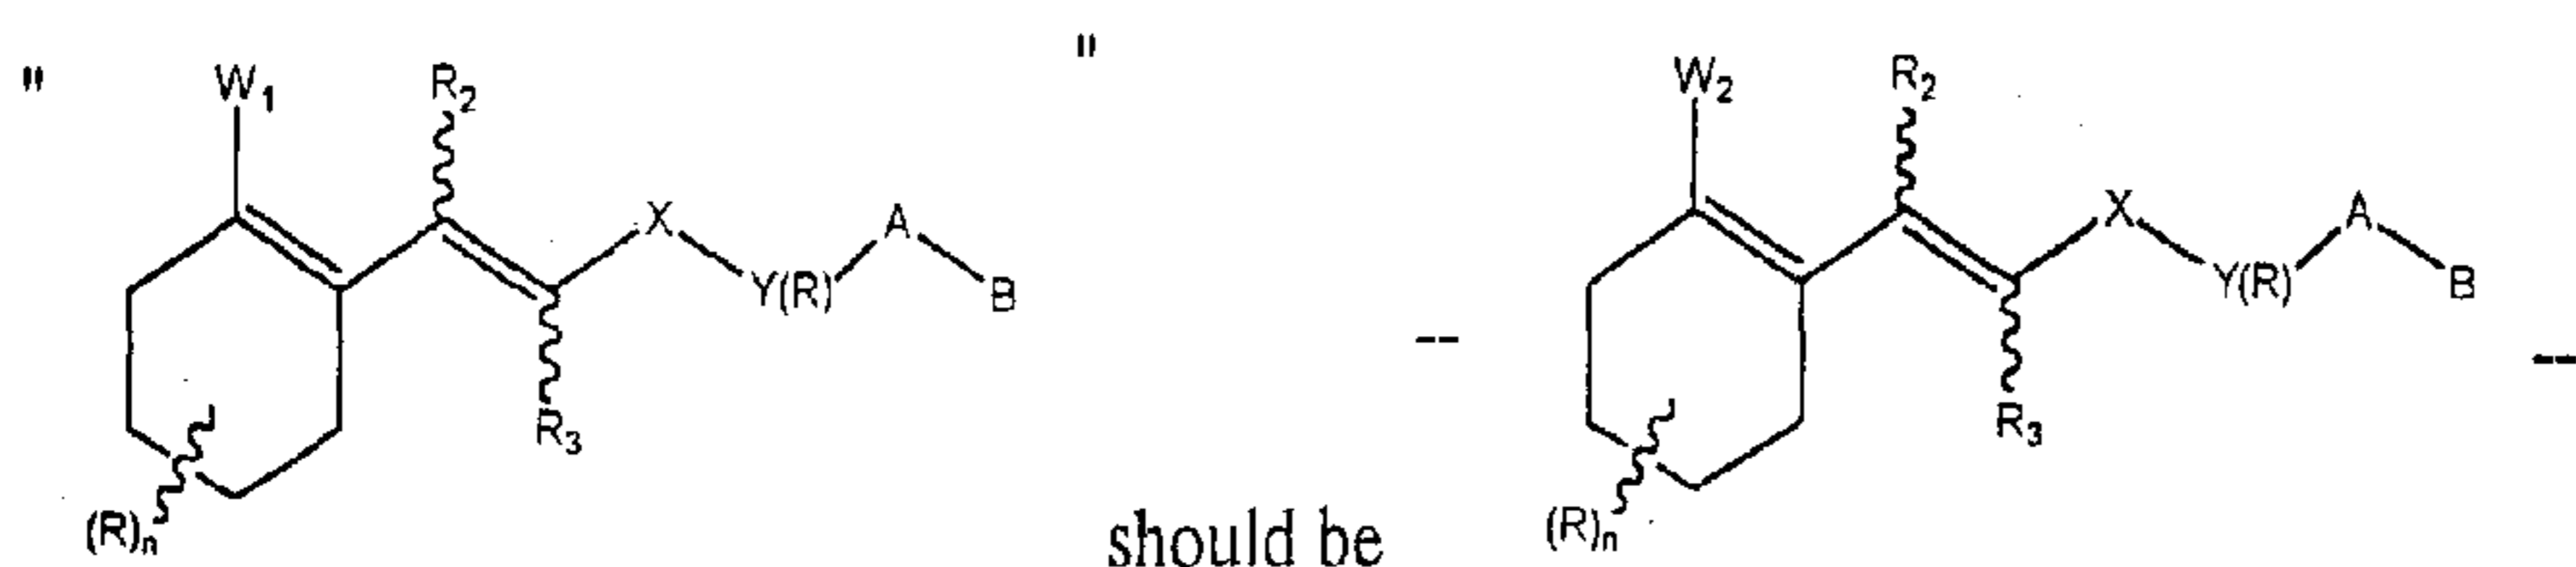 " W₁ R₂ " W₂ R₂
X A X A
Y(R) B Y(R) B
-- --
R₃ R₃
(R)ₙ should be (R)ₙ